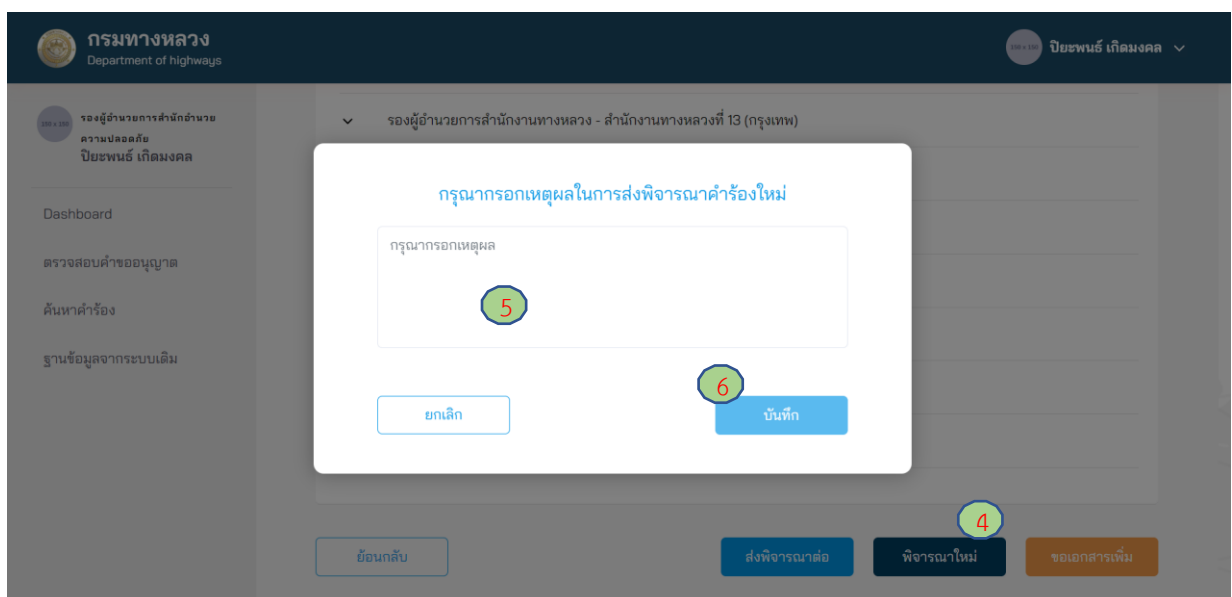 กรมทางหลวง
Department of highways
ปิยะพนธ์ เกิดมงคล
รองผู้อำนวยการสำนักอำนวย
ความปลอดภัย
ปิยะพนธ์ เกิดมงคล
Dashboard
ตรวจสอบคำขออนุญาต
ค้นหาคำร้อง
ฐานข้อมูลจากระบบเดิม
รองผู้อำนวยการสำนักงานทางหลวง - สำนักงานทางหลวงที่ 13 (กรุงเทพ)
กรุณากรอกเหตุผลในการส่งพิจารณาคำร้องใหม่
กรุณากรอกเหตุผล
5
6
ยกเลิก
บันทึก
4
ย้อนกลับ
ส่งพิจารณาต่อ
พิจารณาใหม่
ขอเอกสารเพิ่ม